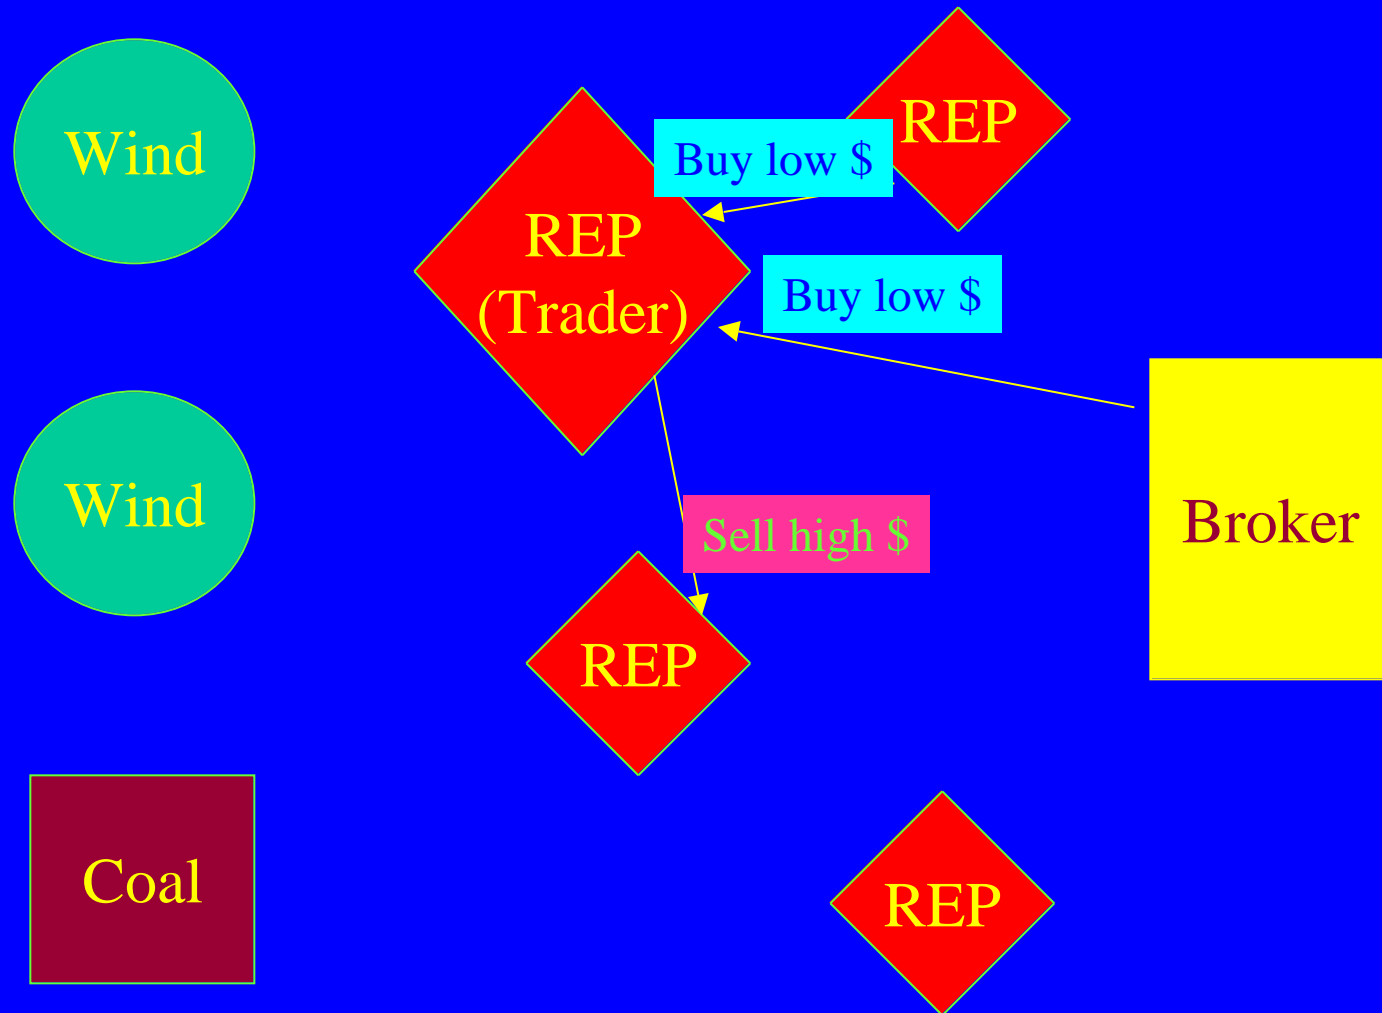 Wind
REP
Buy low $
REP
(Trader)
Buy low $
Wind
Broker
Sell high $
REP
Coal
REP